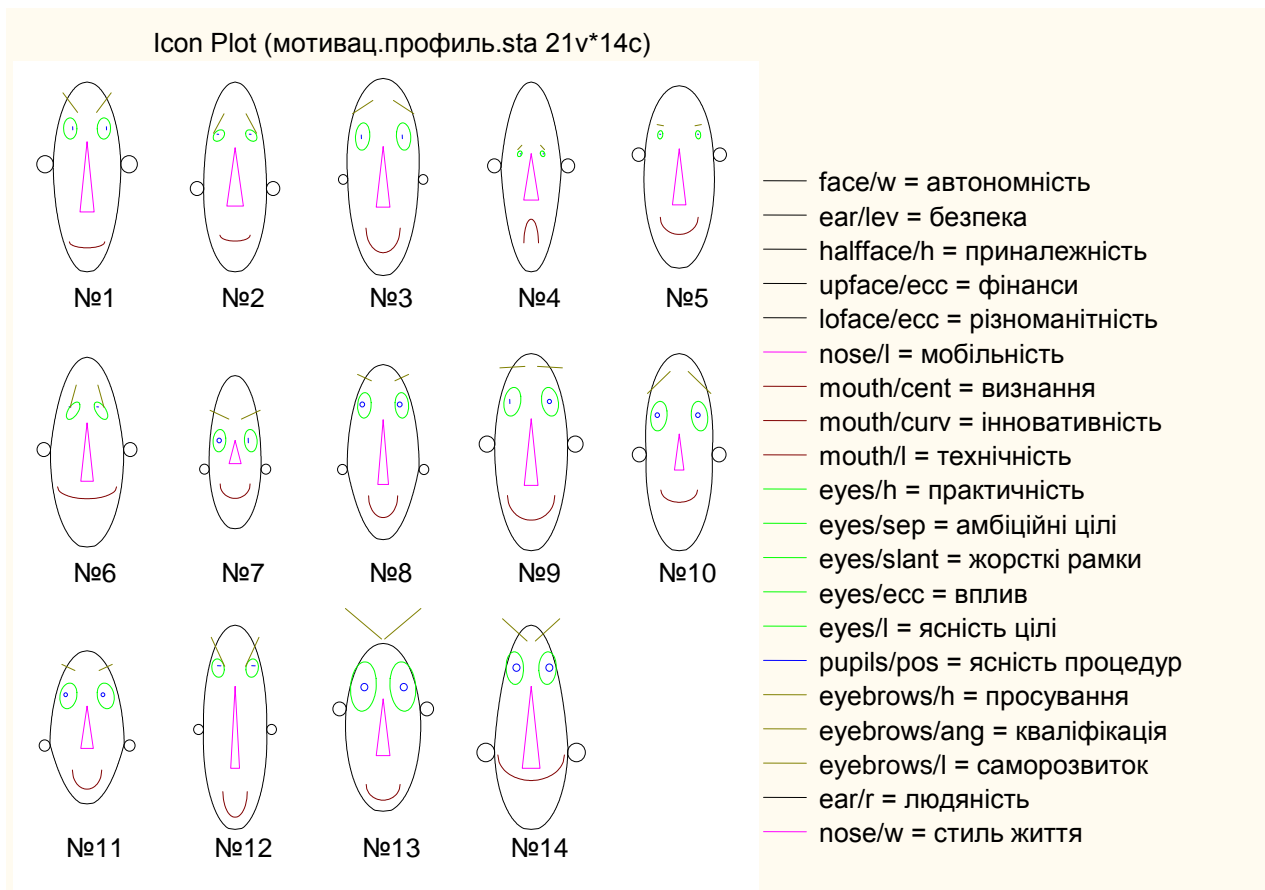 Icon Plot (мотивац.профиль.sta 21v*14c)
№1 №2 №3 №4 №5
№6 №7 №8 №9 №10
№11 №12 №13 №14
face/w = автономність
ear/lev = безпека
halfface/h = приналежність
upface/ecc = фінанси
loface/ecc = різноманітність
nose/l = мобільність
mouth/cent = визнання
mouth/curv = інновативність
mouth/l = технічність
eyes/h = практичність
eyes/sep = амбіційні цілі
eyes/slant = жорсткі рамки
eyes/ecc = вплив
eyes/l = ясність цілі
pupils/pos = ясність процедур
eyebrows/h = просування
eyebrows/ang = кваліфікація
eyebrows/l = саморозвиток
ear/r = людяність
nose/w = стиль життя